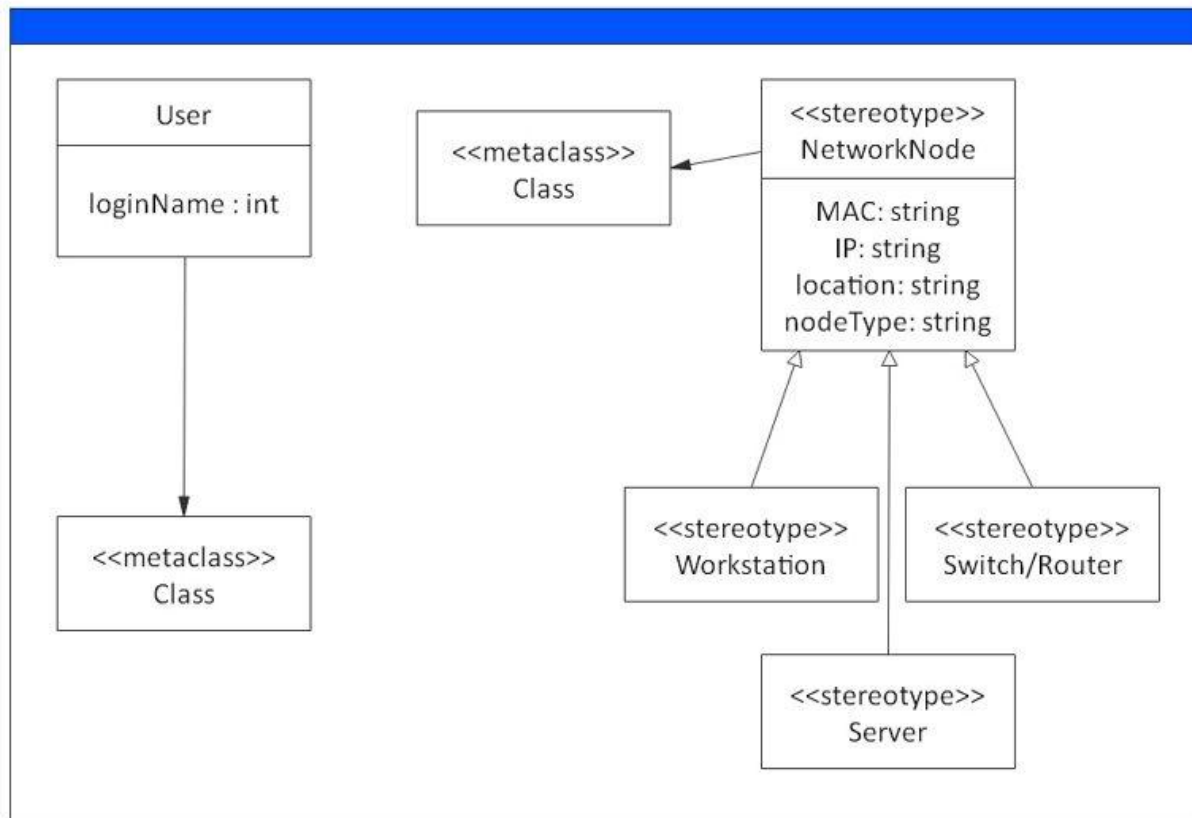 User
loginName : int
<<metaclass>>
Class
<<metaclass>>
Class
<<stereotype>>
NetworkNode
MAC: string
IP: string
location: string
nodeType: string
<<stereotype>>
Workstation
<<stereotype>>
Switch/Router
<<stereotype>>
Server